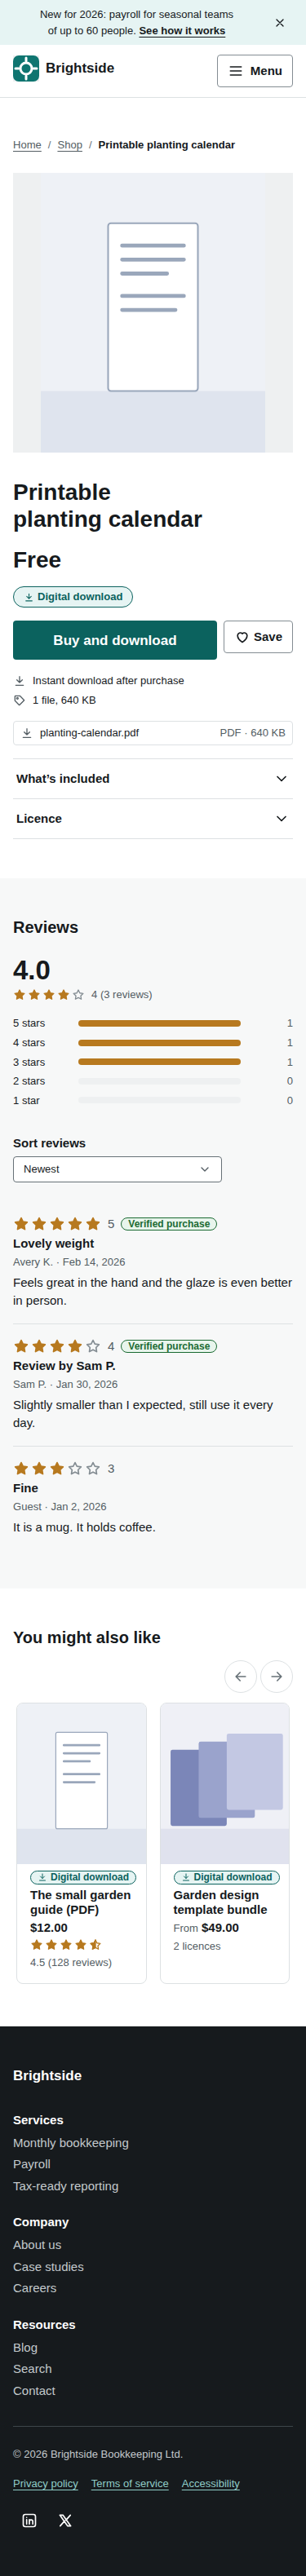 New for 2026: payroll for seasonal teams
of up to 60 people. See how it works
Brightside
Menu
Home / Shop / Printable planting calendar
Printable
planting calendar
Free
Digital download
Buy and download
Save
Instant download after purchase
1 file, 640 KB
planting-calendar.pdf PDF · 640 KB
What’s included
Licence
Reviews
4.0
4 (3 reviews)
5 stars 1
4 stars 1
3 stars 1
2 stars 0
1 star 0
Sort reviews
Newest
5 Verified purchase
Lovely weight
Avery K. · Feb 14, 2026
Feels great in the hand and the glaze is even better
in person.
4 Verified purchase
Review by Sam P.
Sam P. · Jan 30, 2026
Slightly smaller than I expected, still use it every
day.
3
Fine
Guest · Jan 2, 2026
It is a mug. It holds coffee.
You might also like
Digital download
The small garden
guide (PDF)
$12.00
4.5 (128 reviews)
Digital download
Garden design
template bundle
From $49.00
2 licences
Brightside
Services
Monthly bookkeeping
Payroll
Tax-ready reporting
Company
About us
Case studies
Careers
Resources
Blog
Search
Contact
© 2026 Brightside Bookkeeping Ltd.
Privacy policy Terms of service Accessibility